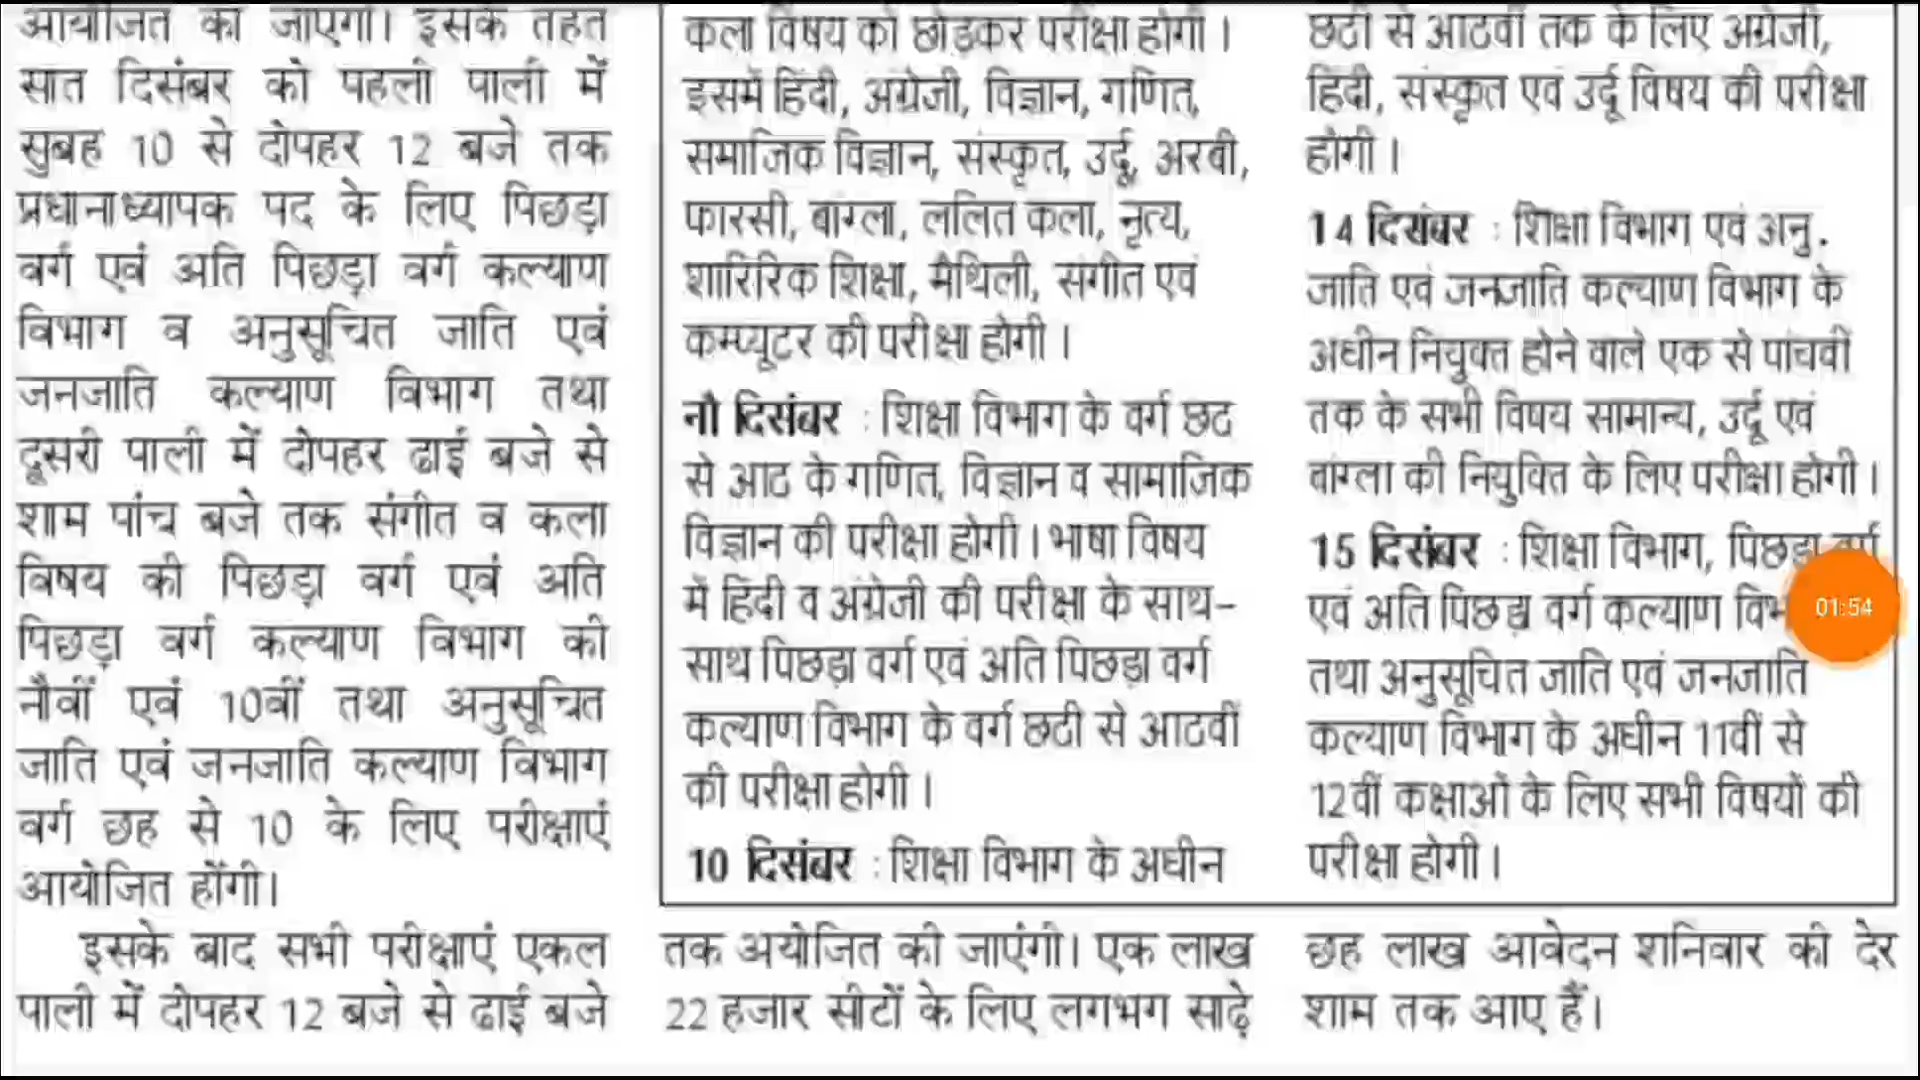 आयोजित की जाएगी। इसके तहत
सात दिसंबर को पहली पाली में
सुबह 10 से दोपहर 12 बजे तक
प्रधानाध्यापक पद के लिए पिछड़ा
वर्ग एवं अति पिछड़ा वर्ग कल्याण
विभाग व अनुसूचित जाति एवं
जनजाति कल्याण विभाग तथा
दूसरी पाली में दोपहर ढाई बजे से
शाम पांच बजे तक संगीत व कला
विषय की पिछड़ा वर्ग एवं अति
पिछड़ा वर्ग कल्याण विभाग की
नौवीं एवं 10वीं तथा अनुसूचित
जाति एवं जनजाति कल्याण विभाग
वर्ग छह से 10 के लिए परीक्षाएं
आयोजित होंगी।
इसके बाद सभी परीक्षाएं एकल
पाली में दोपहर 12 बजे से ढाई बजे
कला विषय को छोड़कर परीक्षा होगी।
इसमें हिंदी, अंग्रेजी, विज्ञान, गणित,
समाजिक विज्ञान, संस्कृत, उर्दू, अरबी,
फारसी, बांग्ला, ललित कला, नृत्य,
शारिरिक शिक्षा, मैथिली, संगीत एवं
कम्प्यूटर की परीक्षा होगी।
नौ दिसंबर : शिक्षा विभाग के वर्ग छठ
से आठ के गणित, विज्ञान व सामाजिक
विज्ञान की परीक्षा होगी। भाषा विषय
में हिंदी व अंग्रेजी की परीक्षा के साथ-
साथ पिछड़ा वर्ग एवं अति पिछड़ा वर्ग
कल्याण विभाग के वर्ग छठी से आठवीं
की परीक्षा होगी।
10 दिसंबर : शिक्षा विभाग के अधीन
तक अयोजित की जाएंगी। एक लाख
22 हजार सीटों के लिए लगभग साढ़े
छठी से आठवीं तक के लिए अंग्रेजी,
हिंदी, संस्कृत एवं उर्दू विषय की परीक्षा
होगी।
14 दिसंबर : शिक्षा विभाग एवं अनु.
जाति एवं जनजाति कल्याण विभाग के
अधीन नियुक्त होने वाले एक से पांचवीं
तक के सभी विषय सामान्य, उर्दू एवं
बांग्ला की नियुक्ति के लिए परीक्षा होगी।
15 दिसंबर : शिक्षा विभाग, पिछड़ा वर्ग
एवं अति पिछड़ा वर्ग कल्याण विभ
01:54
तथा अनुसूचित जाति एवं जनजाति
कल्याण विभाग के अधीन 11वीं से
12वीं कक्षाओं के लिए सभी विषयों की
परीक्षा होगी।
छह लाख आवेदन शनिवार की देर
शाम तक आए हैं।